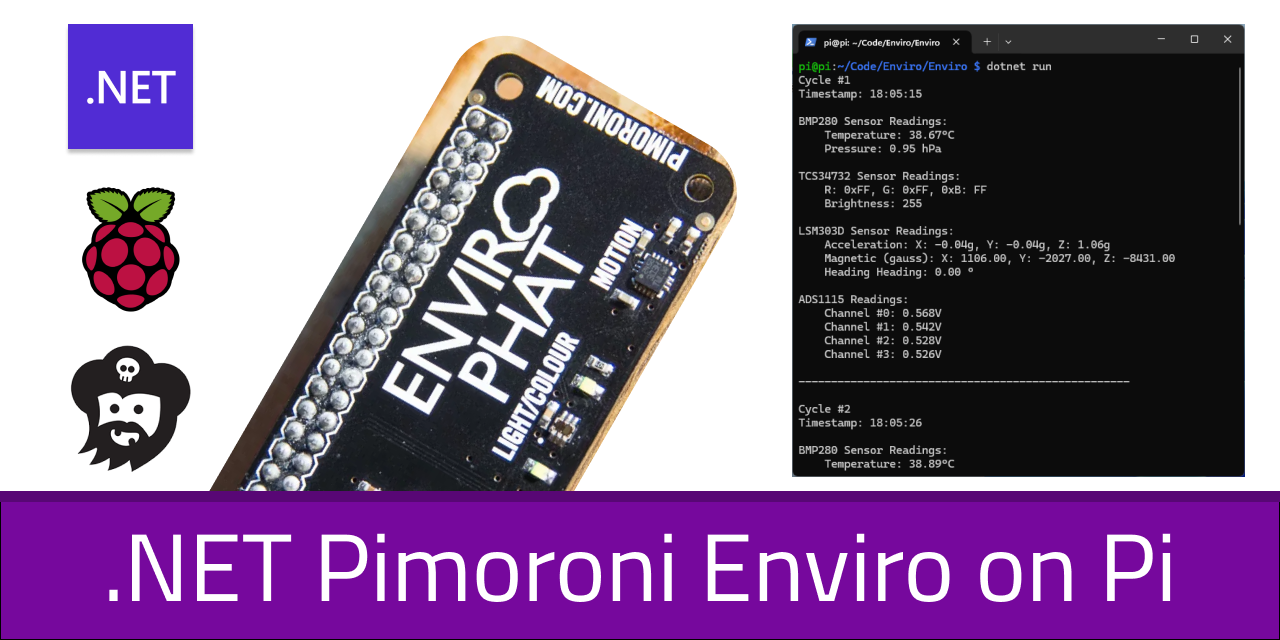 .NET
PIMORONI.COM
ENVIRO
PHAT
MOTION
LIGHT/COLOUR
pi@pi: ~/Code/Enviro/Enviro
pi@pi:~/Code/Enviro/Enviro $ dotnet run
Cycle #1
Timestamp: 18:05:15
BMP280 Sensor Readings:
Temperature: 38.67ºC
Pressure: 0.95 hPa
TCS34732 Sensor Readings:
R: 0xFF, G: 0xFF, 0xB: FF
Brightness: 255
LSM303D Sensor Readings:
Acceleration: X: -0.04g, Y: -0.04g, Z: 1.06g
Magnetic (gauss): X: 1106.00, Y: -2027.00, Z: -8431.00
Heading Heading: 0.00 º
ADS1115 Readings:
Channel #0: 0.568V
Channel #1: 0.542V
Channel #2: 0.528V
Channel #3: 0.526V
---------------------------------------------------
Cycle #2
Timestamp: 18:05:26
BMP280 Sensor Readings:
Temperature: 38.89ºC
.NET Pimoroni Enviro on Pi